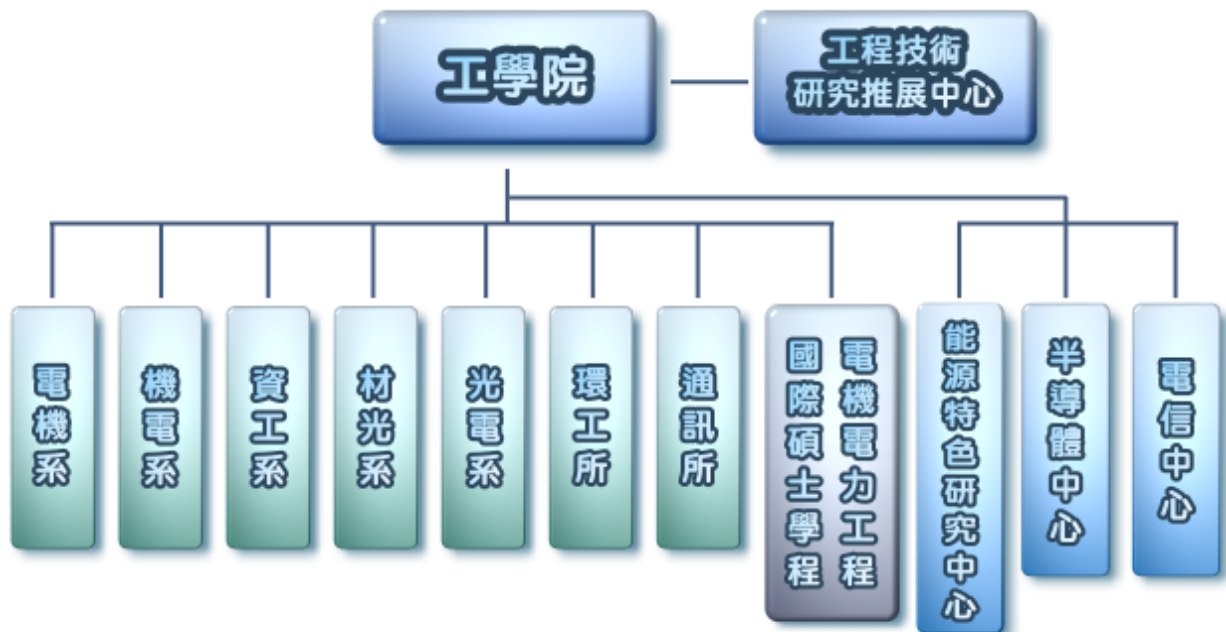 工學院
工程技術
研究推展中心
電機系
機電系
資工系
材光系
光電系
環工所
通訊所
電機電力工程
國際碩士學程
能源特色研究中心
半導體中心
電信中心